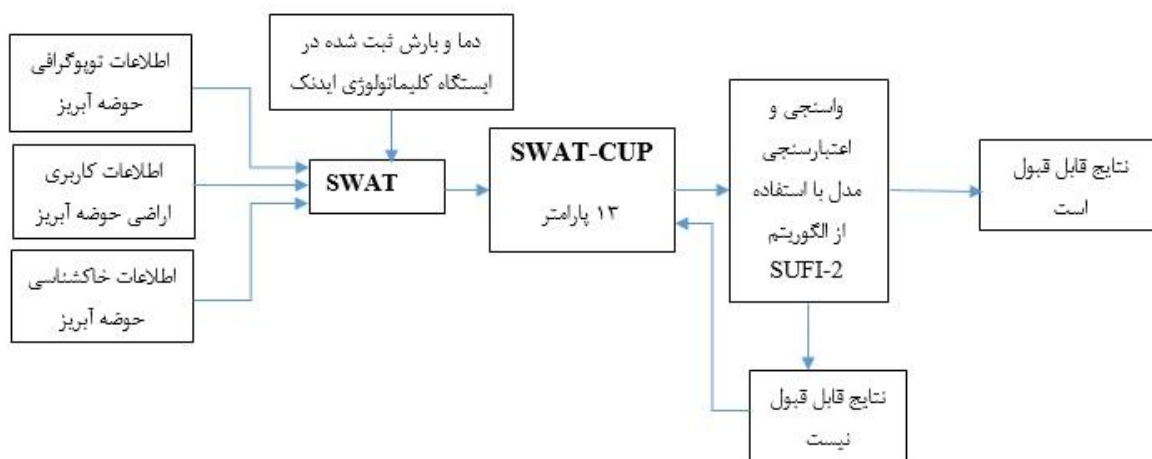 دما و بارش ثبت شده در
ایستگاه کلیماتولوژی ایدنک
اطلاعات توپوگرافی
حوضه آبریز
اطلاعات کاربری
اراضی حوضه آبریز
اطلاعات خاکشناسی
حوضه آبریز
SWAT
SWAT-CUP
۱۳ پارامتر
واسنجی و
اعتبارسنجی
مدل با استفاده
از الگوریتم
SUFI-2
نتایج قابل قبول
است
نتایج قابل قبول
نیست